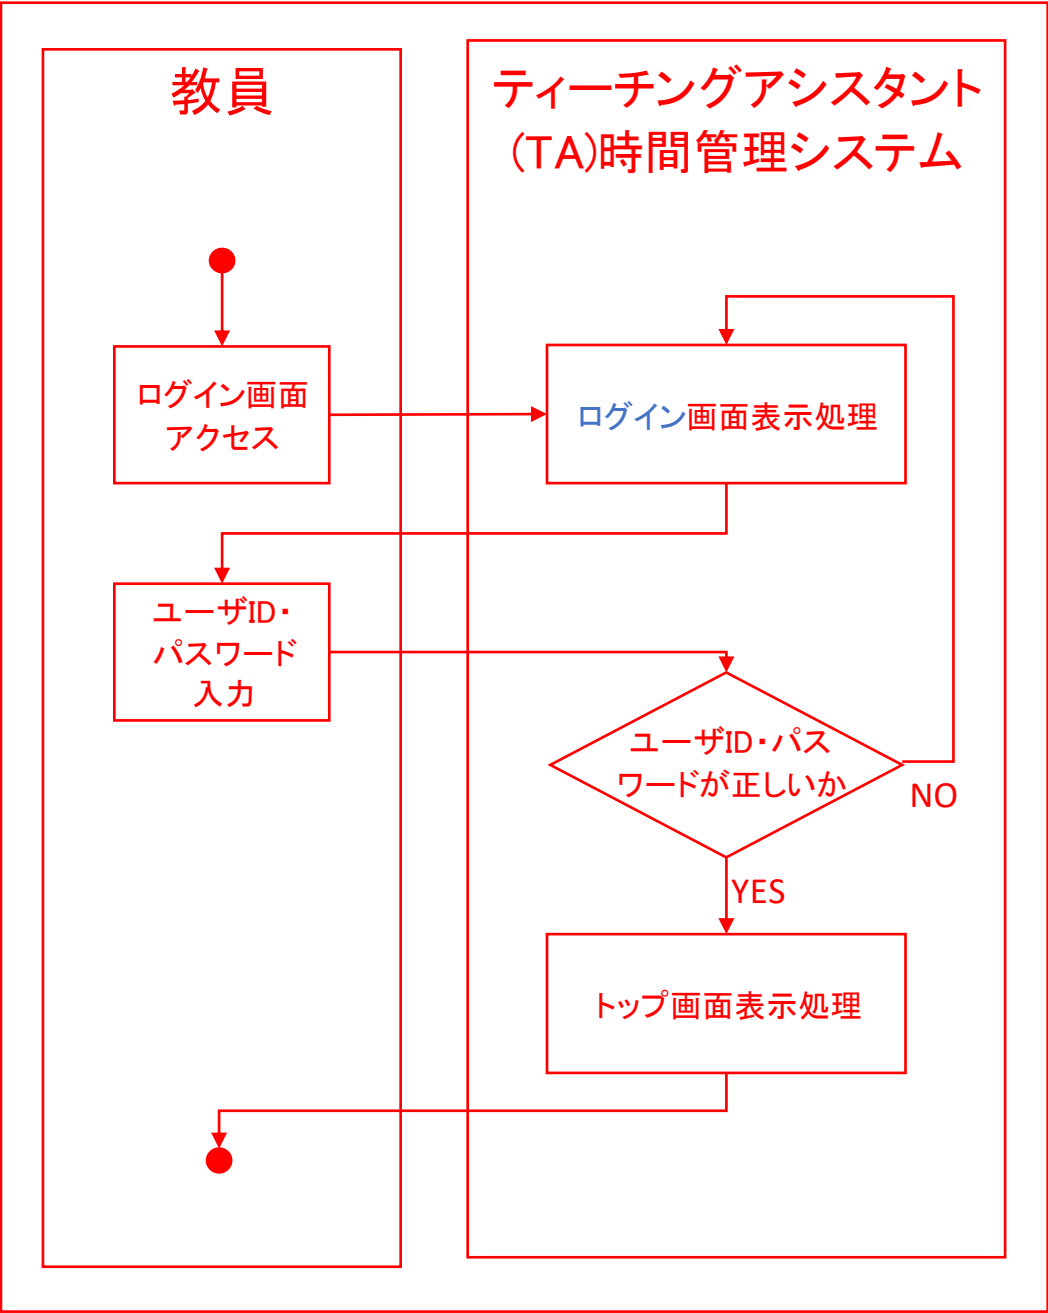 教員
ティーチングアシスタント
(TA)時間管理システム
ログイン画面
アクセス
ログイン画面表示処理
ユーザID・
パスワード
入力
ユーザID・パス
ワードが正しいか
NO
YES
トップ画面表示処理